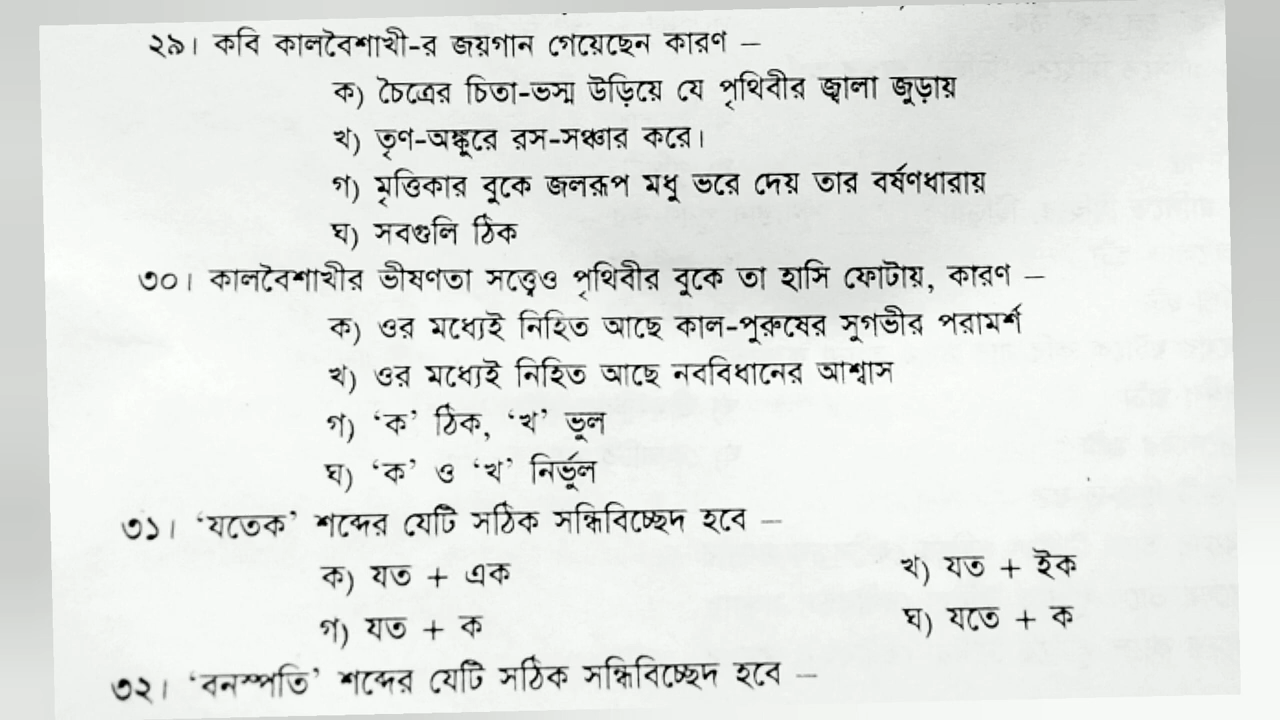 ২৯। কবি কালবৈশাখী-র জয়গান গেয়েছেন কারণ –
ক) চৈত্রের চিতা-ভস্ম উড়িয়ে যে পৃথিবীর জ্বালা জুড়ায়
খ) তৃণ-অঙ্কুরে রস-সঞ্চার করে।
গ) মৃত্তিকার বুকে জলরূপ মধু ভরে দেয় তার বর্ষণধারায়
ঘ) সবগুলি ঠিক
৩০। কালবৈশাখীর ভীষণতা সত্ত্বেও পৃথিবীর বুকে তা হাসি ফোটায়, কারণ –
ক) ওর মধ্যেই নিহিত আছে কাল-পুরুষের সুগভীর পরামর্শ
খ) ওর মধ্যেই নিহিত আছে নববিধানের আশ্বাস
গ) ‘ক’ ঠিক, ‘খ’ ভুল
ঘ) ‘ক’ ও ‘খ’ নির্ভুল
৩১। ‘যতেক’ শব্দের যেটি সঠিক সন্ধিবিচ্ছেদ হবে –
ক) যত + এক খ) যত + ইক
গ) যত + ক ঘ) যতে + ক
৩২। ‘বনস্পতি’ শব্দের যেটি সঠিক সন্ধিবিচ্ছেদ হবে –